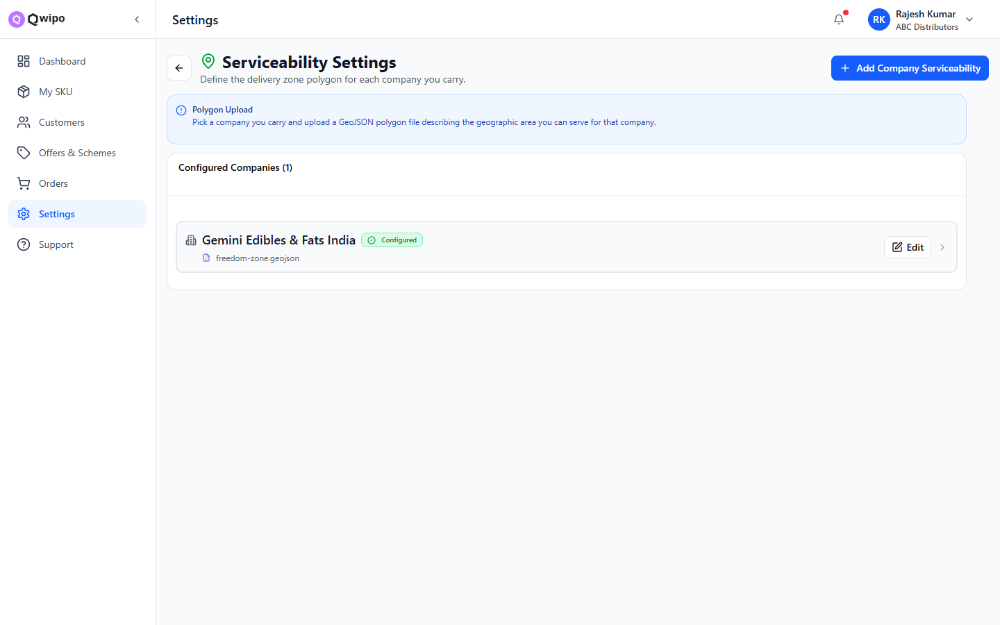 Qwipo
Settings
RK
Rajesh Kumar
ABC Distributors
Dashboard
My SKU
Customers
Offers & Schemes
Orders
Settings
Support
Serviceability Settings
Define the delivery zone polygon for each company you carry.
Add Company Serviceability
Polygon Upload
Pick a company you carry and upload a GeoJSON polygon file describing the geographic area you can serve for that company.
Configured Companies (1)
Gemini Edibles & Fats India
Configured
freedom-zone.geojson
Edit